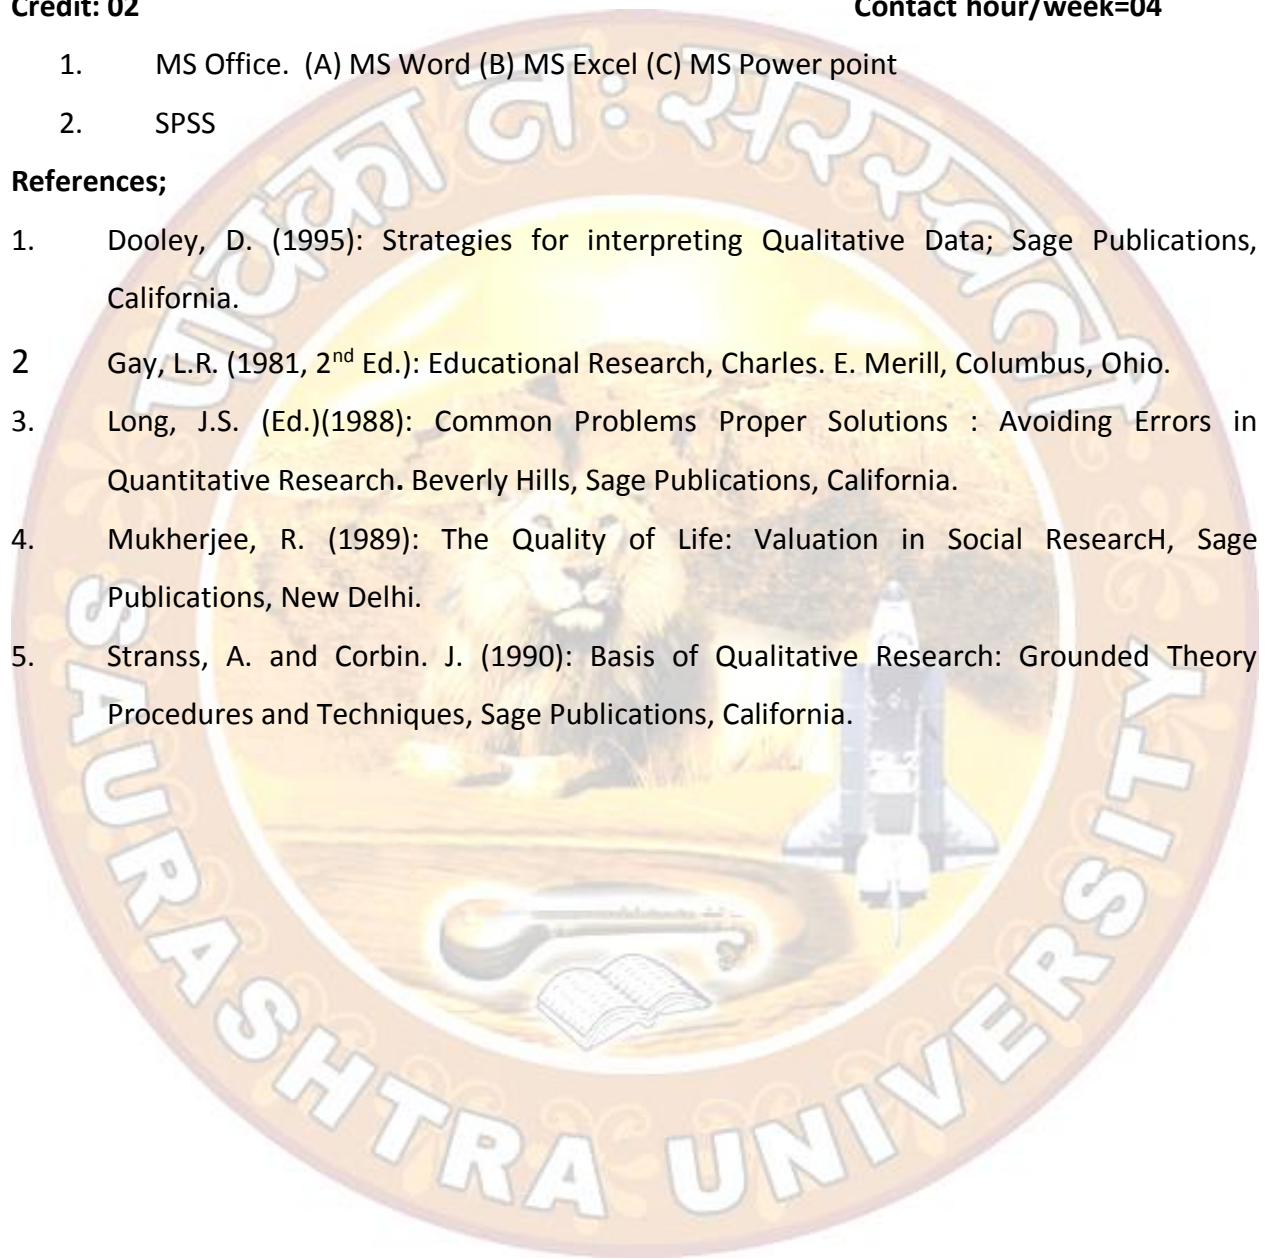 Credit: 02 Contact hour/week=04
1. MS Office. (A) MS Word (B) MS Excel (C) MS Power point
2. SPSS
References;
1. Dooley, D. (1995): Strategies for interpreting Qualitative Data; Sage Publications,
California.
2 Gay, L.R. (1981, 2nd Ed.): Educational Research, Charles. E. Merill, Columbus, Ohio.
3. Long, J.S. (Ed.)(1988): Common Problems Proper Solutions : Avoiding Errors in
Quantitative Research. Beverly Hills, Sage Publications, California.
4. Mukherjee, R. (1989): The Quality of Life: Valuation in Social ResearcH, Sage
Publications, New Delhi.
5. Stranss, A. and Corbin. J. (1990): Basis of Qualitative Research: Grounded Theory
Procedures and Techniques, Sage Publications, California.
पावका नः सरस्वती
SAURASHTRA UNIVERSITY